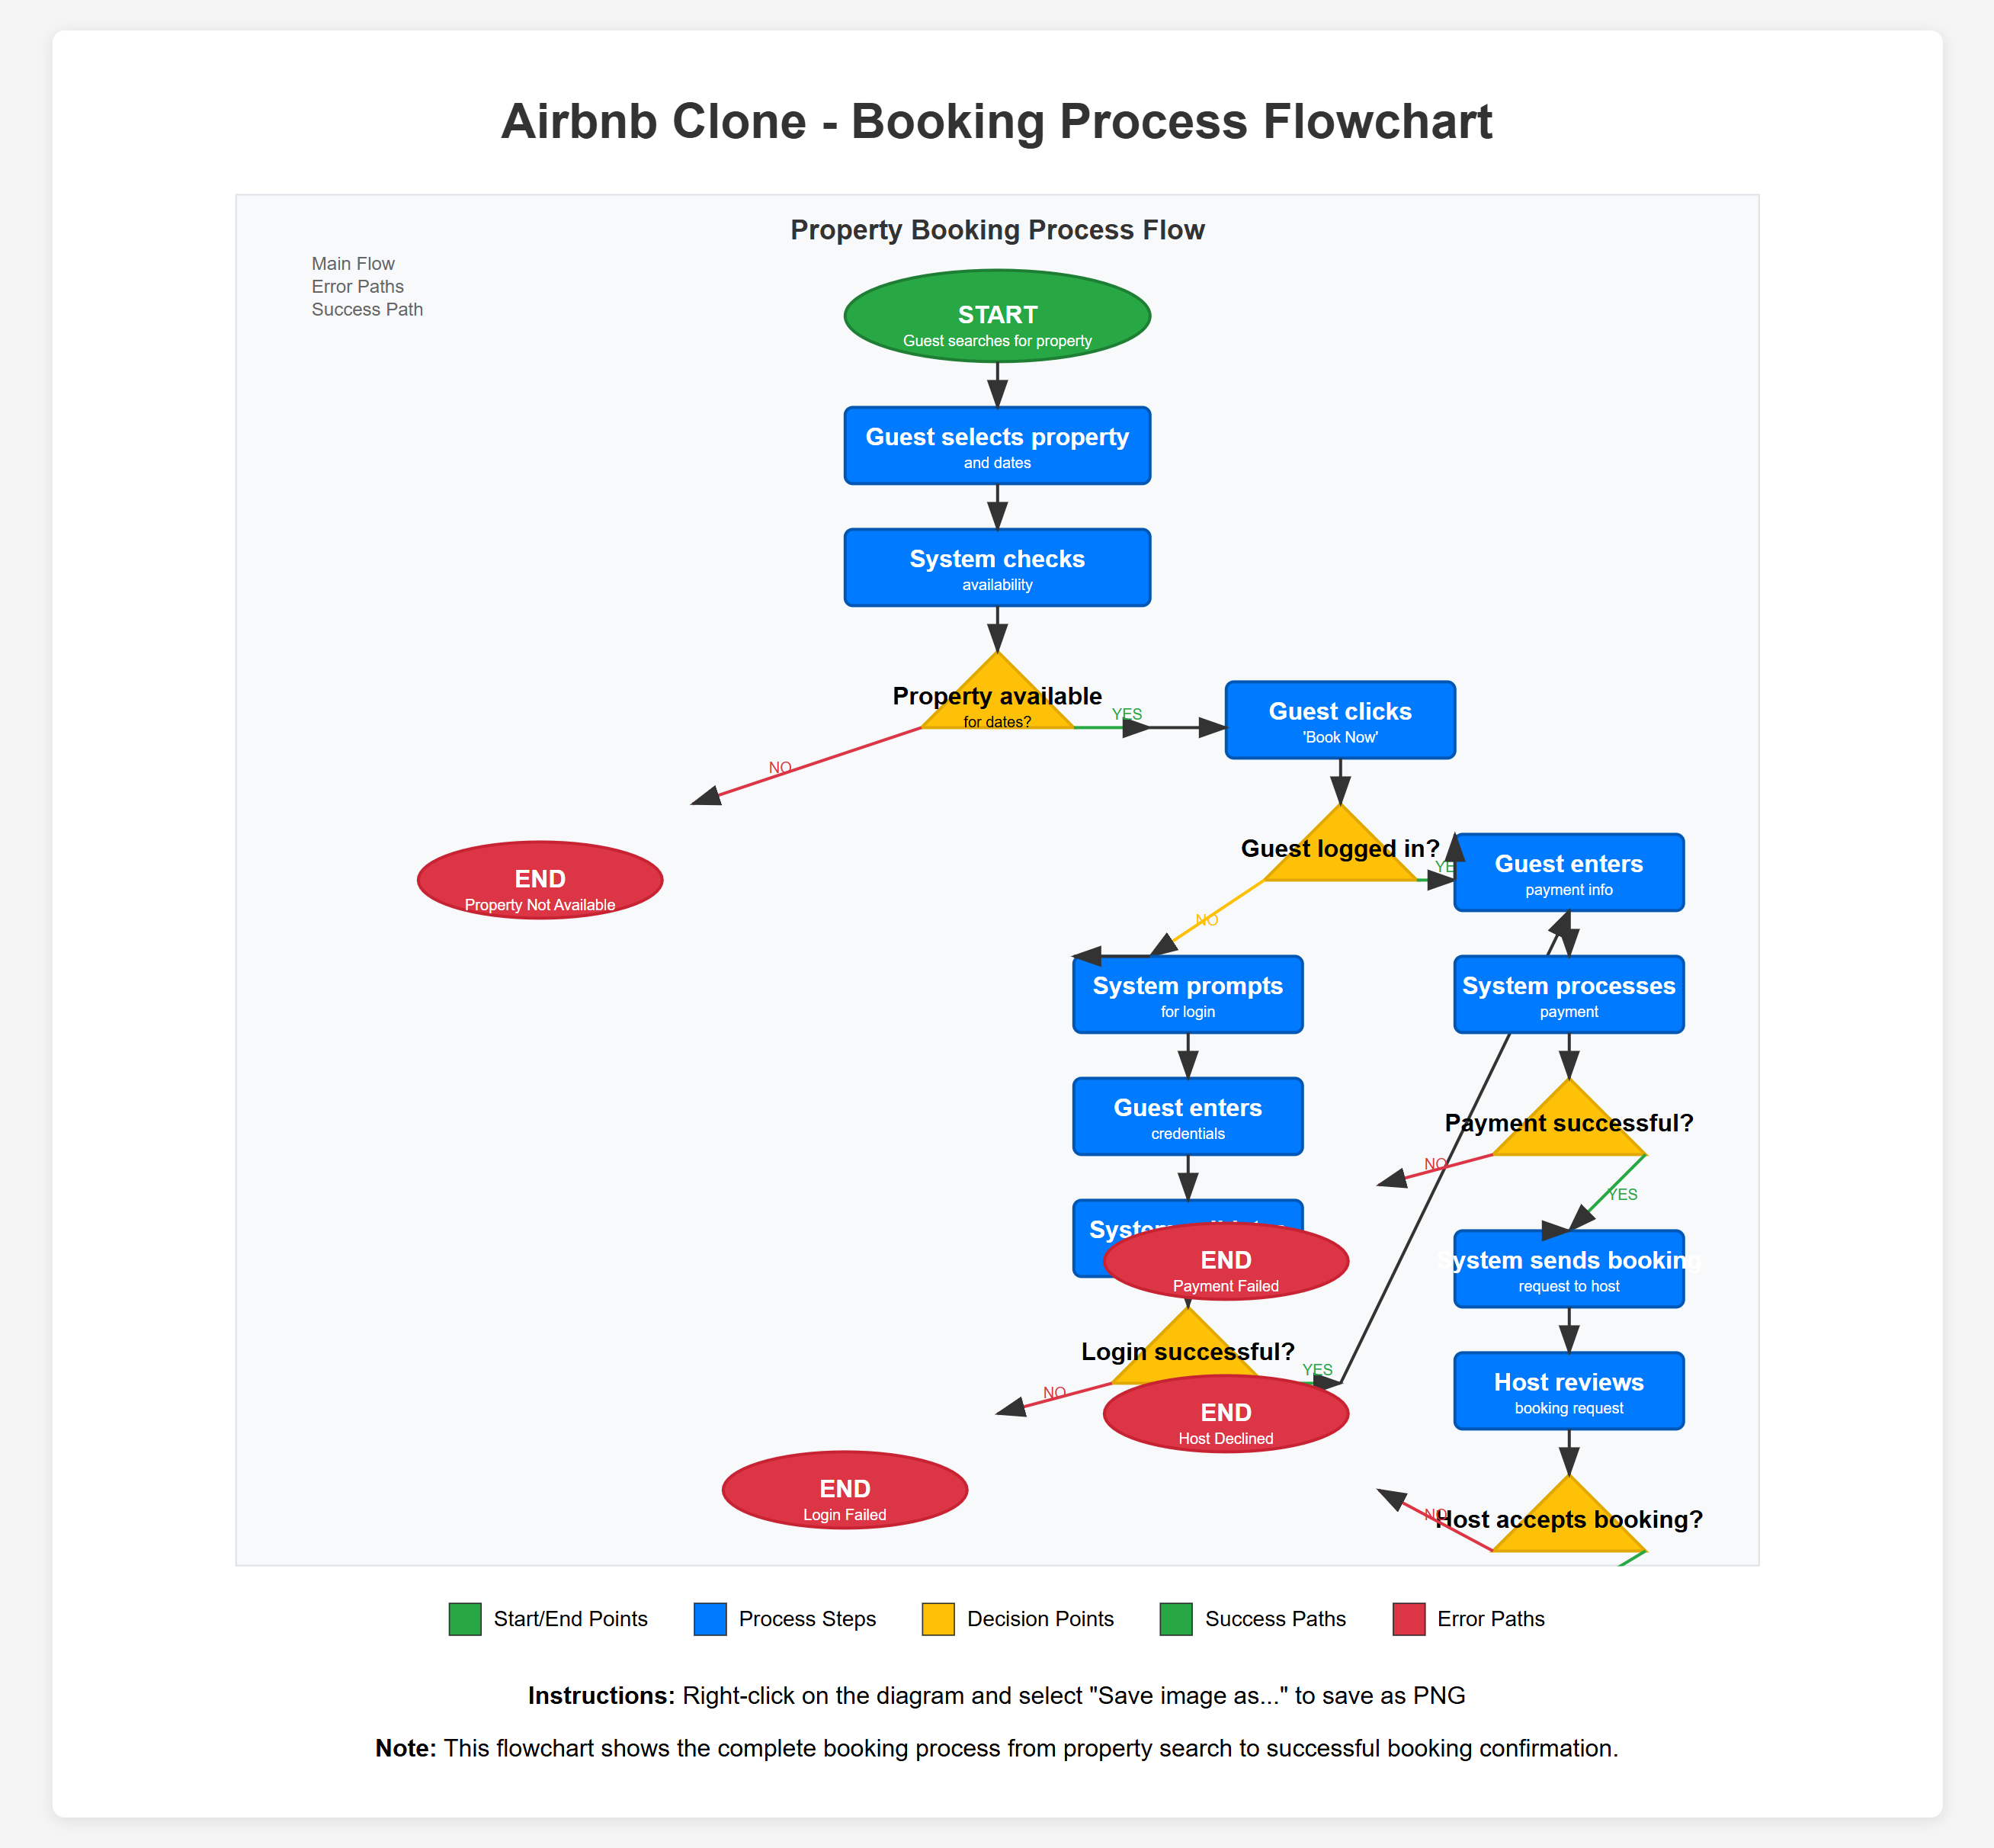 Airbnb Clone - Booking Process Flowchart
Property Booking Process Flow
Main Flow
Error Paths
Success Path
START
Guest searches for property
Guest selects property
and dates
System checks
availability
Property available
for dates?
YES
NO
Guest clicks
'Book Now'
Guest logged in?
YE
NO
Guest enters
payment info
END
Property Not Available
System prompts
for login
System processes
payment
Guest enters
credentials
Payment successful?
NO
YES
System
END
Payment Failed
System sends booking
request to host
Login successful?
YES
NO
END
Host Declined
Host reviews
booking request
END
Login Failed
NO
Host accepts booking?
Start/End Points
Process Steps
Decision Points
Success Paths
Error Paths
Instructions: Right-click on the diagram and select "Save image as..." to save as PNG
Note: This flowchart shows the complete booking process from property search to successful booking confirmation.